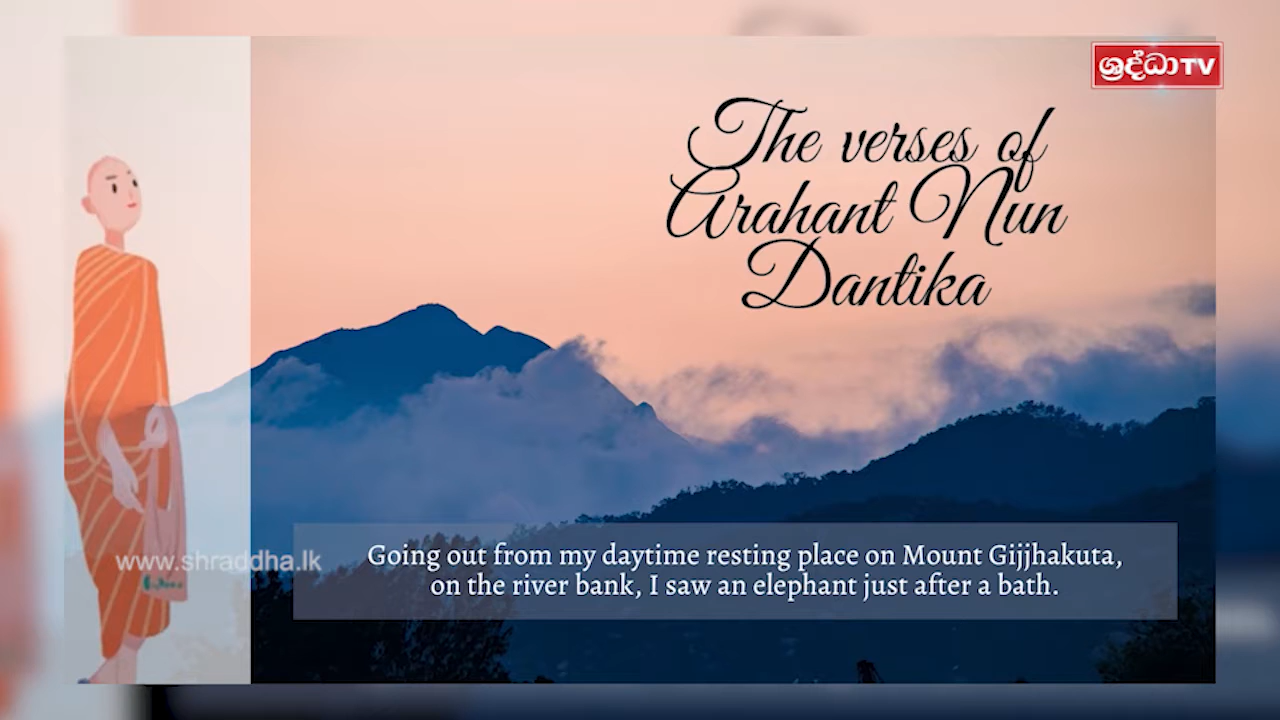 ශ්‍රද්ධා TV
The verses of
Arahant Nun
Dantika
www.shraddha.lk
Going out from my daytime resting place on Mount Gijjhakuta,
on the river bank, I saw an elephant just after a bath.